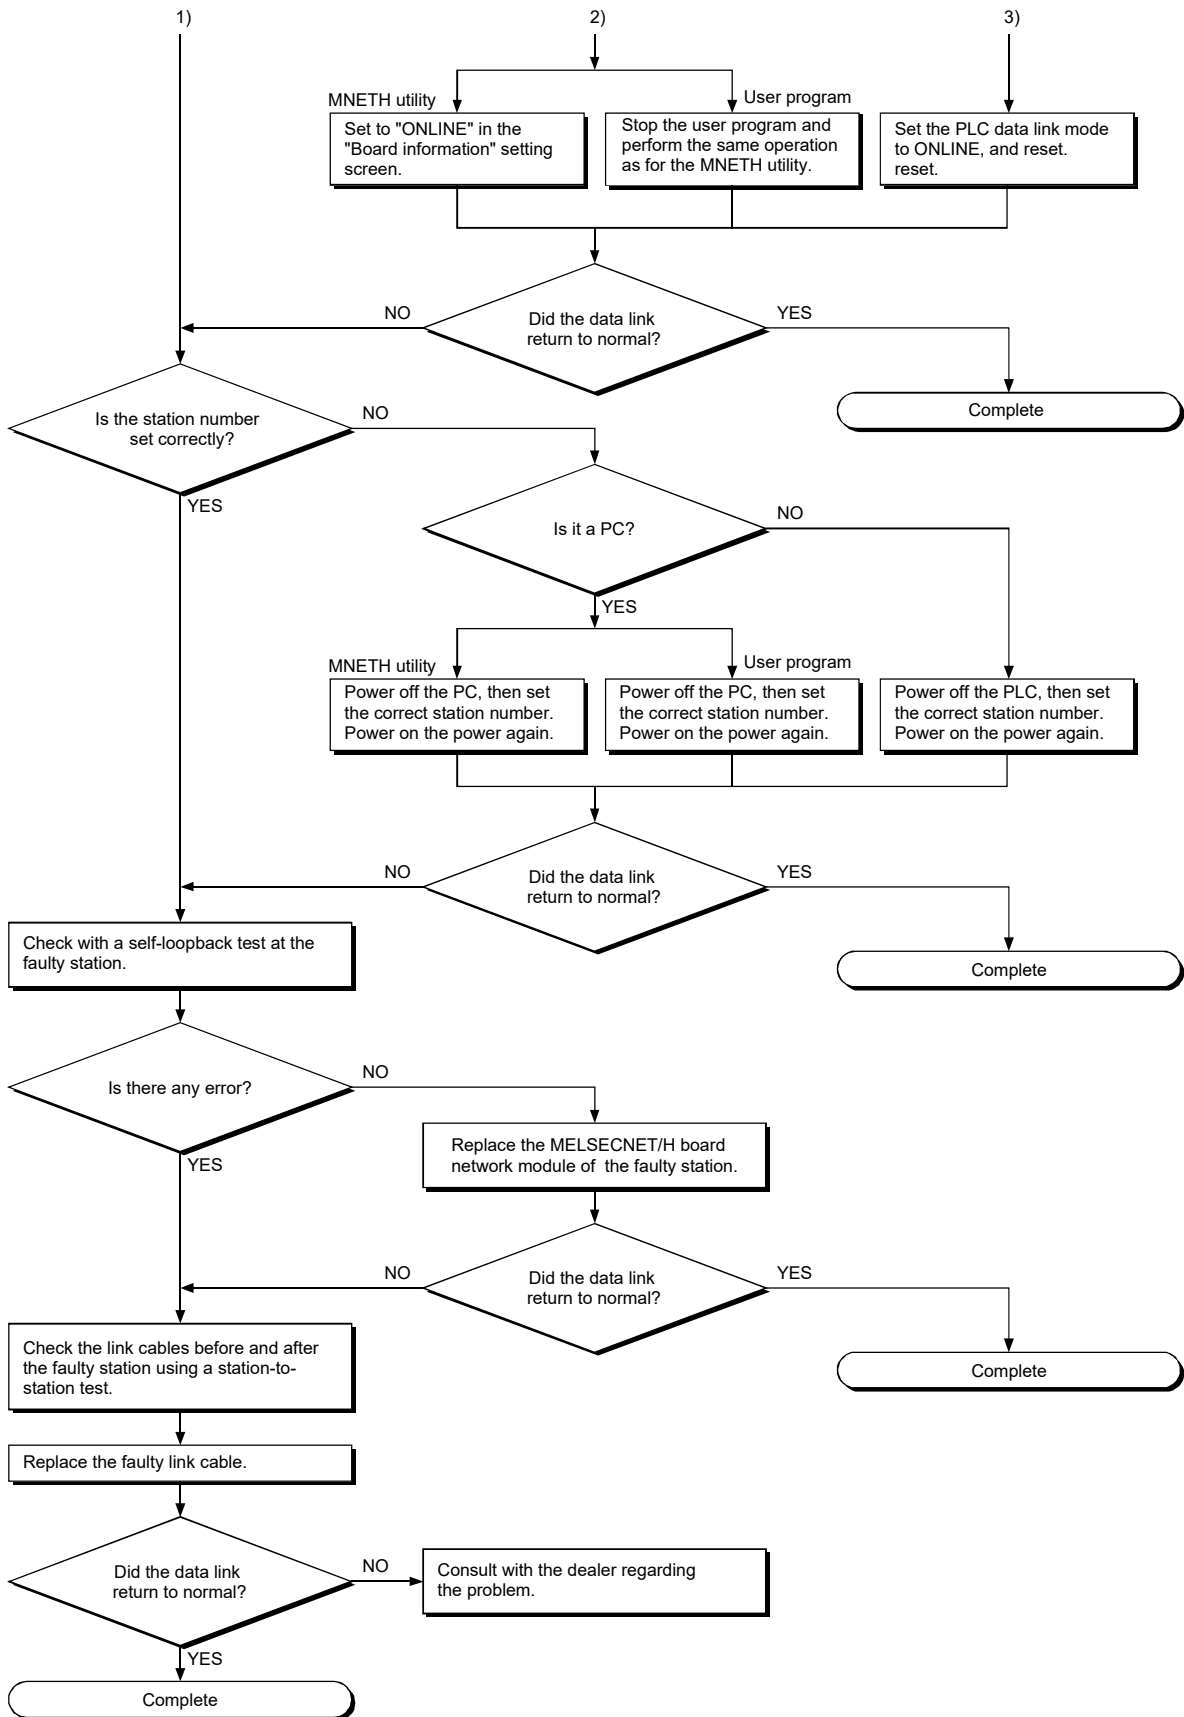 1)
2)
3)
MNETH utility
User program
Set to "ONLINE" in the
"Board information" setting
screen.
Stop the user program and
perform the same operation
as for the MNETH utility.
Set the PLC data link mode
to ONLINE, and reset.
reset.
NO
Did the data link
return to normal?
YES
Complete
Is the station number
set correctly?
NO
YES
Is it a PC?
NO
YES
MNETH utility
User program
Power off the PC, then set
the correct station number.
Power on the power again.
Power off the PC, then set
the correct station number.
Power on the power again.
Power off the PLC, then set
the correct station number.
Power on the power again.
NO
Did the data link
return to normal?
YES
Complete
Check with a self-loopback test at the
faulty station.
Is there any error?
NO
YES
Replace the MELSECNET/H board
network module of  the faulty station.
NO
Did the data link
return to normal?
YES
Complete
Check the link cables before and after
the faulty station using a station-to-
station test.
Replace the faulty link cable.
Did the data link
return to normal?
NO
Consult with the dealer regarding
the problem.
YES
Complete